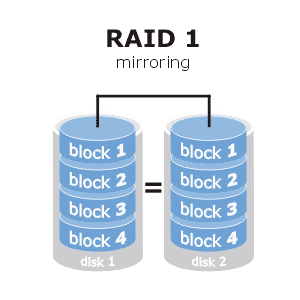 RAID 1
mirroring
block 1
block 2
block 3
block 4
disk 1
=
block 1
block 2
block 3
block 4
disk 2